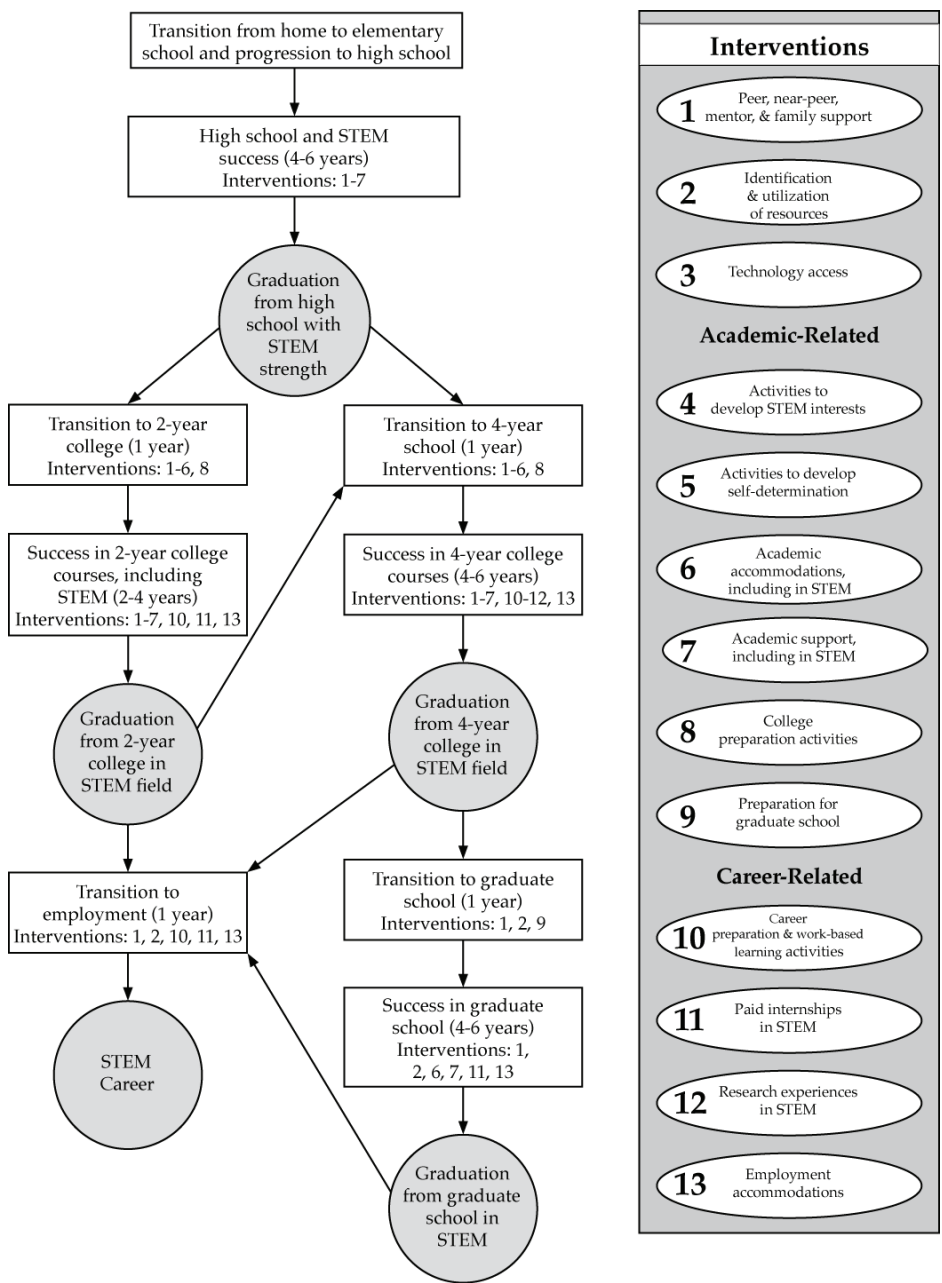 Transition from home to elementary
school and progression to high school
High school and STEM
success (4-6 years)
Interventions: 1-7
Graduation
from high
school with
STEM
strength
Transition to 2-year
college (1 year)
Interventions: 1-6, 8
Transition to 4-year
school (1 year)
Interventions: 1-6, 8
Success in 2-year college
courses, including
STEM (2-4 years)
Interventions: 1-7, 10, 11, 13
Success in 4-year college
courses (4-6 years)
Interventions: 1-7, 10-12, 13
Graduation
from 2-year
college in
STEM field
Graduation
from 4-year
college in
STEM field
Transition to
employment (1 year)
Interventions: 1, 2, 10, 11, 13
Transition to graduate
school (1 year)
Interventions: 1, 2, 9
STEM
Career
Success in graduate
school (4-6 years)
Interventions: 1,
2, 6, 7, 11, 13
Graduation
from graduate
school in
STEM
Interventions
1 Peer, near-peer,
mentor, & family support
2 Identification
& utilization
of resources
3 Technology access
Academic-Related
4 Activities to
develop STEM interests
5 Activities to develop
self-determination
6 Academic
accommodations,
including in STEM
7 Academic support,
including in STEM
8 College
preparation activities
9 Preparation for
graduate school
Career-Related
10 Career
preparation & work-based
learning activities
11 Paid internships
in STEM
12 Research experiences
in STEM
13 Employment
accommodations